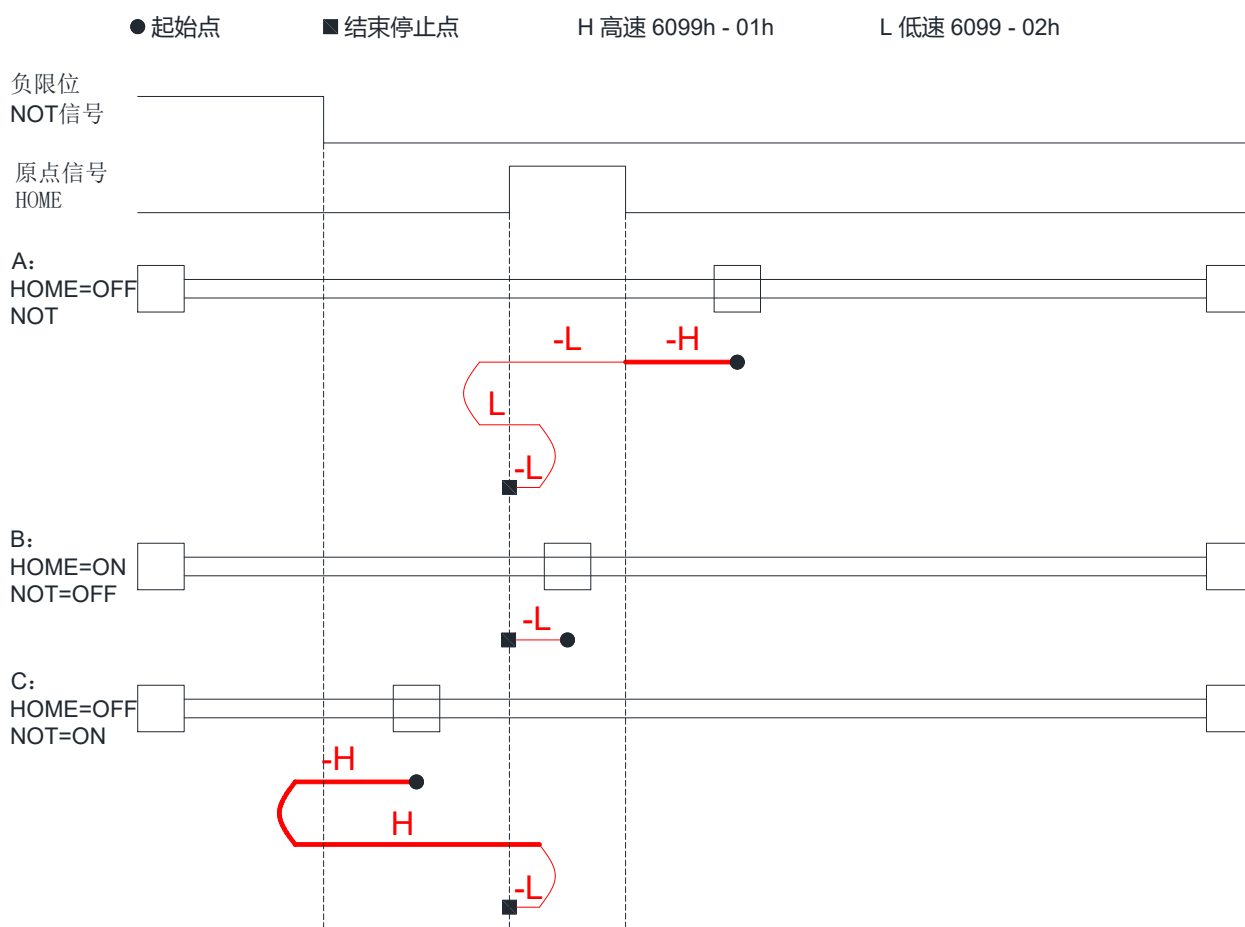 起始点 结束停止点 H 高速 6099h - 01h L 低速 6099 - 02h
负限位
NOT信号
原点信号
HOME
A:
HOME=OFF
NOT
-L -H
L
-L
B:
HOME=ON
NOT=OFF
-L
C:
HOME=OFF
NOT=ON
-H
H
-L